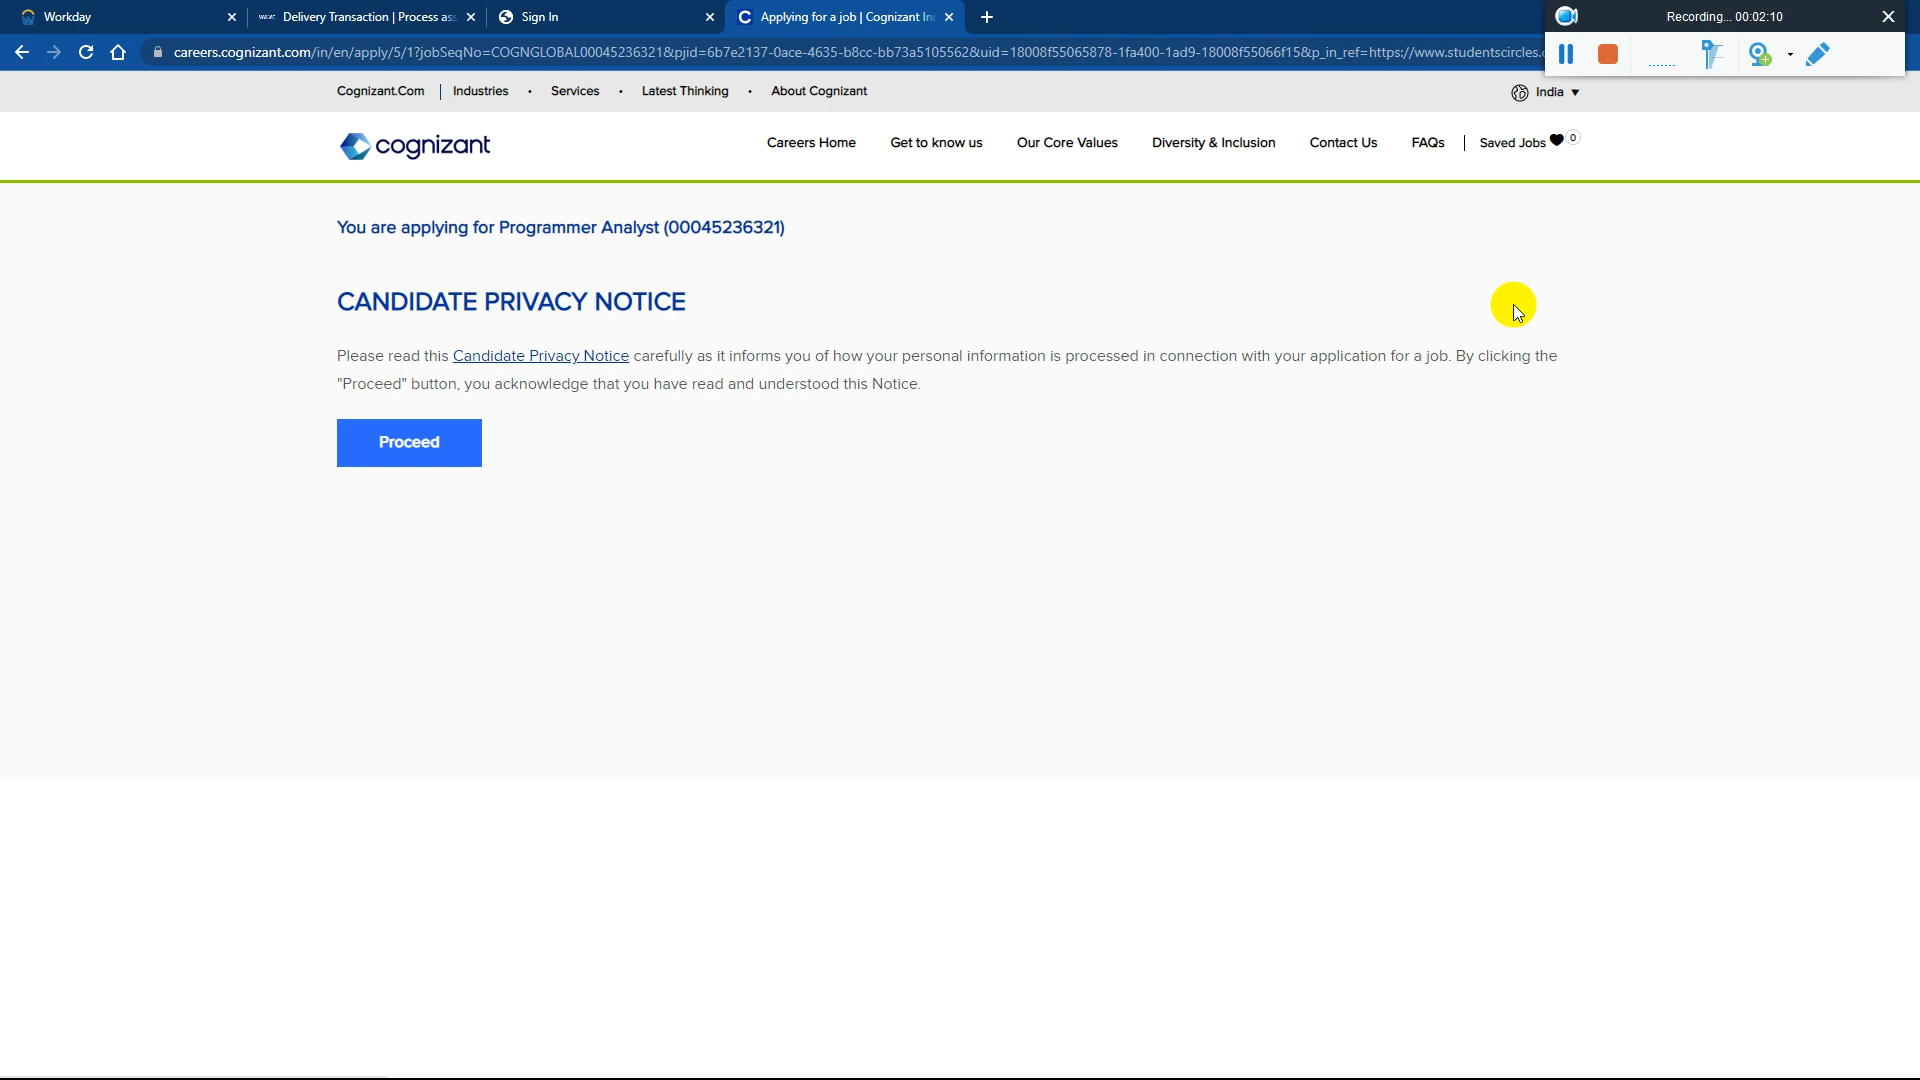 Workday
Delivery Transaction | Process ass
Sign In
Applying for a job | Cognizant In
Recording... 00:02:10
careers.cognizant.com/in/en/apply/5/1?jobSeqNo=COGNGLOBAL00045236321&pjid=6b7e2137-0ace-4635-b8cc-bb73a5105562&uid=18008f55065878-1fa400-1ad9-18008f55066f15&p_in_ref=https://www.studentscircles.c
Cognizant.Com | Industries • Services • Latest Thinking • About Cognizant
India
cognizant
Careers Home Get to know us Our Core Values Diversity & Inclusion Contact Us FAQs | Saved Jobs 0
You are applying for Programmer Analyst (00045236321)
CANDIDATE PRIVACY NOTICE
Please read this Candidate Privacy Notice carefully as it informs you of how your personal information is processed in connection with your application for a job. By clicking the
"Proceed" button, you acknowledge that you have read and understood this Notice.
Proceed